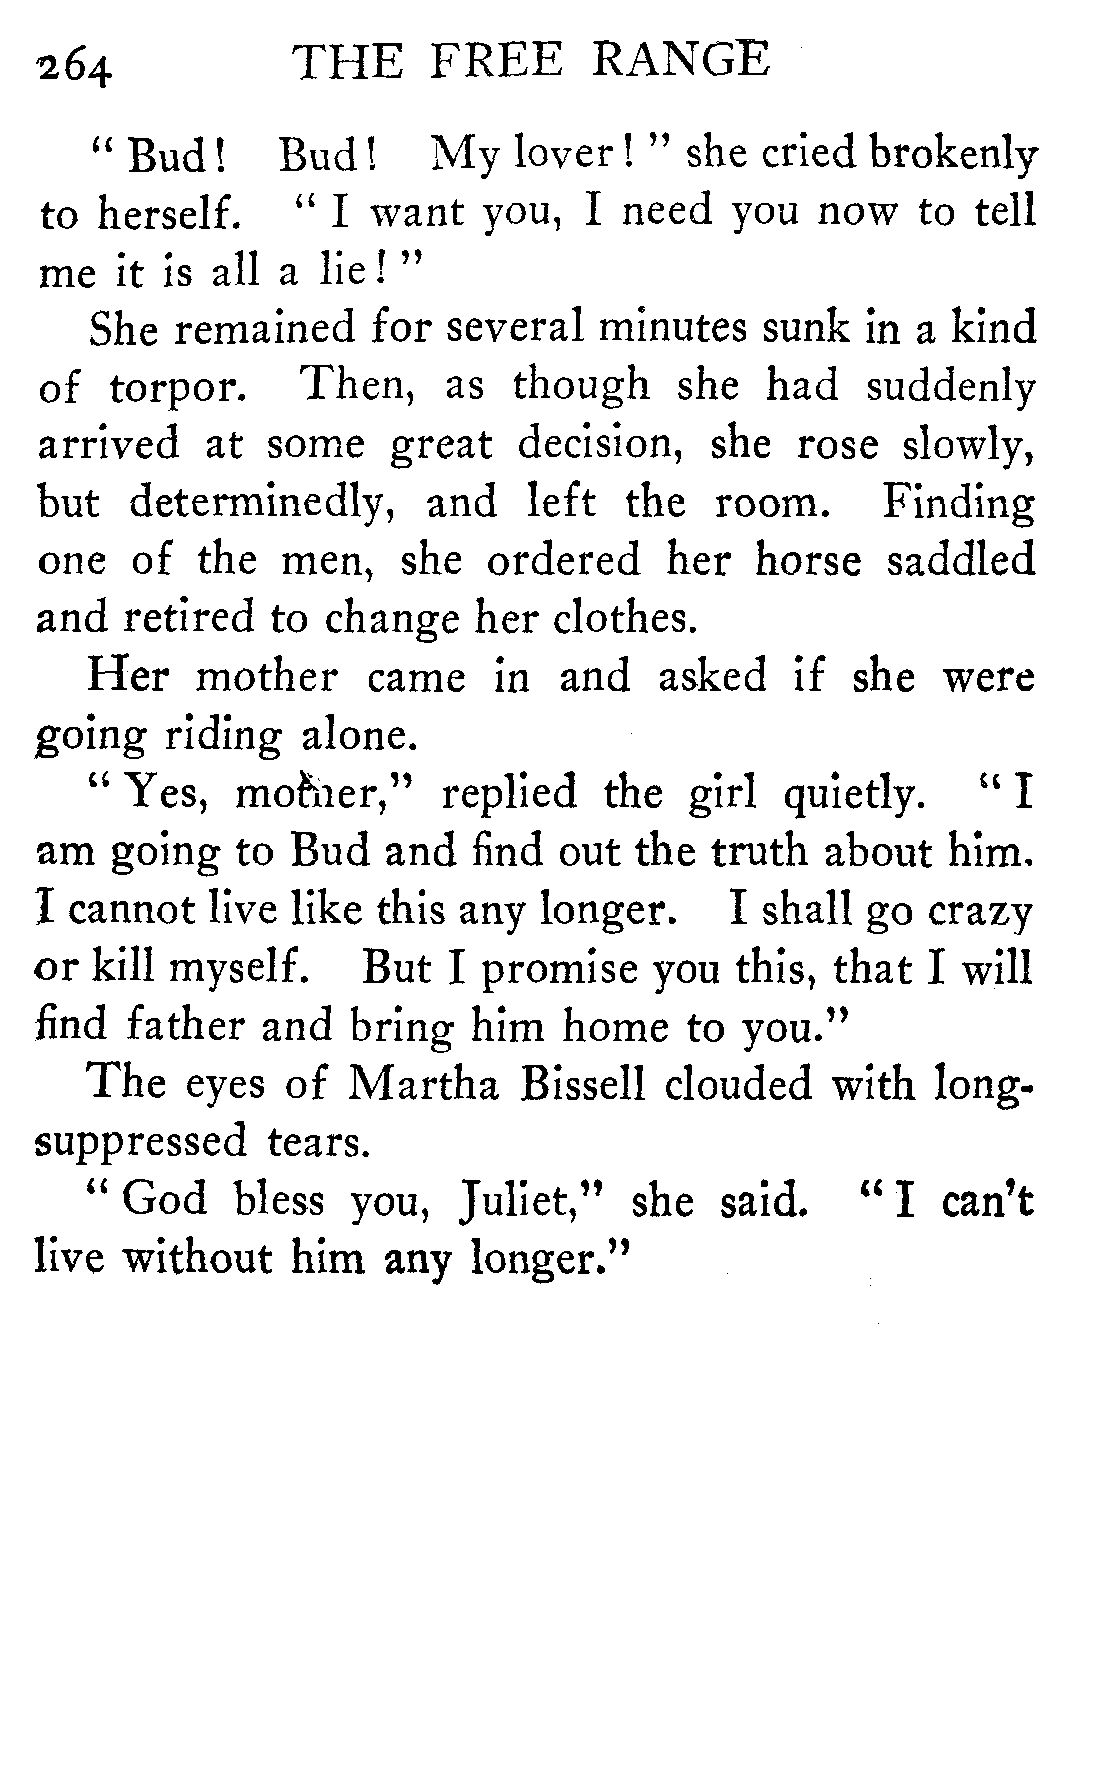 264 THE FREE RANGE
" Bud! Bud! My lover! " she cried brokenly
to herself. " I want you, I need you now to tell
me it is all a lie! "
She remained for several minutes sunk in a kind
of torpor. Then, as though she had suddenly
arrived at some great decision, she rose slowly,
but determinedly, and left the room. Finding
one of the men, she ordered her horse saddled
and retired to change her clothes.
Her mother came in and asked if she were
going riding alone.
" Yes, mother," replied the girl quietly. " I
am going to Bud and find out the truth about him.
I cannot live like this any longer. I shall go crazy
or kill myself. But I promise you this, that I will
find father and bring him home to you."
The eyes of Martha Bissell clouded with long-
suppressed tears.
" God bless you, Juliet," she said. " I can't
live without him any longer."